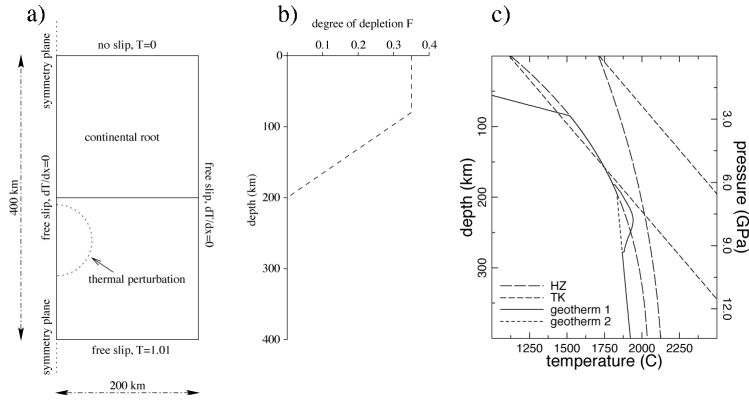 a)
no slip, T=0
symmetry plane
continental root
free slip, dT/dx=0
free slip, dT/dx=0
400 km
thermal perturbation
symmetry plane
free slip, T=1.01
200 km
b)
degree of depletion F
0.1 0.2 0.3 0.4
0
100
200
300
400
depth (km)
c)
100
200
300
depth (km)
3.0
6.0
9.0
12.0
pressure (GPa)
HZ
TK
geotherm 1
geotherm 2
1250 1500 1750 2000 2250
temperature (C)